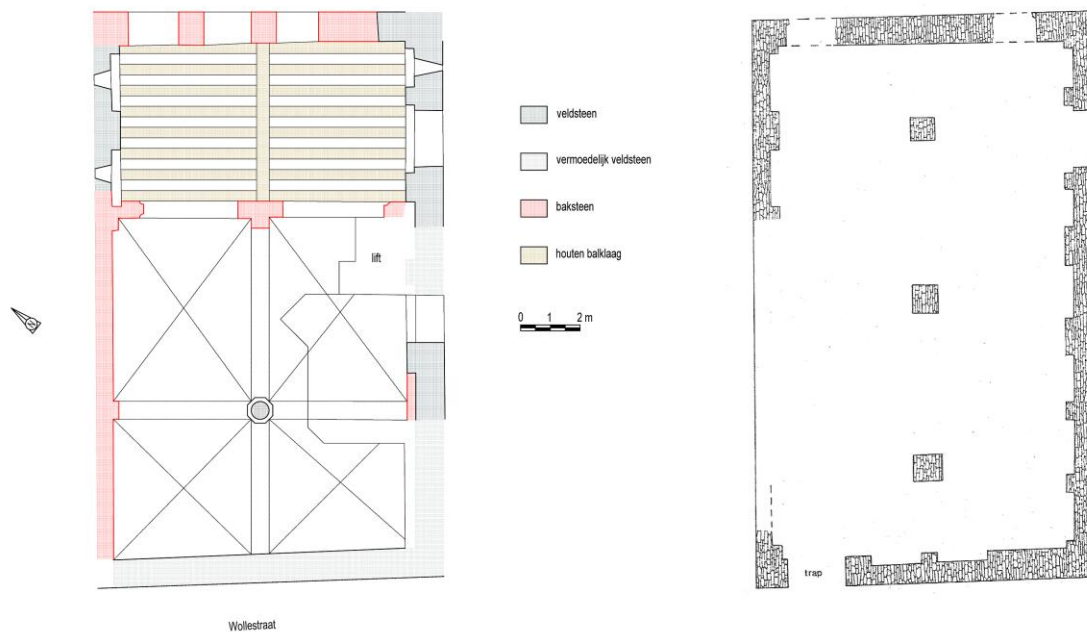 veldsteen
vermoedelijk veldsteen
baksteen
houten balklaag
lift
0 1 2 m
trap
Wollestraat